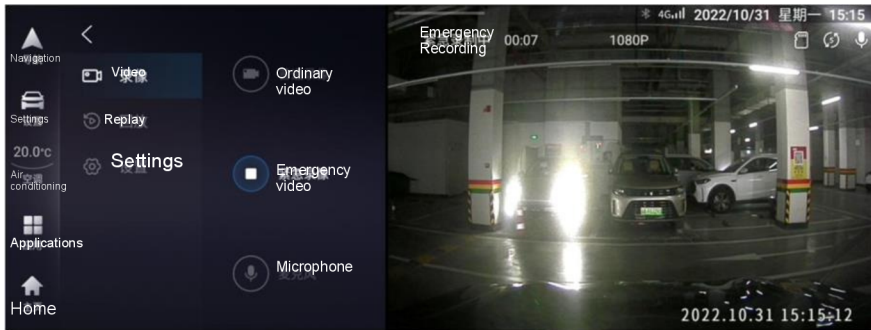 4G 2022/10/31 星期一 15:15
Navigation
Settings
20.0°C
Air
conditioning
Applications
Home
Video
Replay
Settings
Ordinary
video
Emergency
video
Microphone
Emergency
Recording
00:07
1080P
2022.10.31 15:15:12